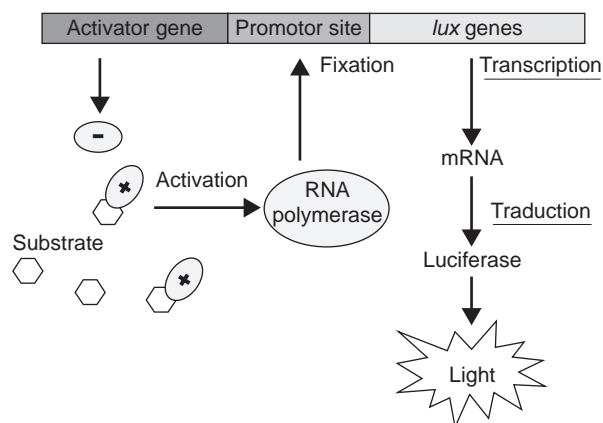 Activator gene
Promotor site
lux genes
Fixation
Transcription
-
+
Activation
RNA
polymerase
mRNA
Traduction
Substrate
+
Luciferase
Light